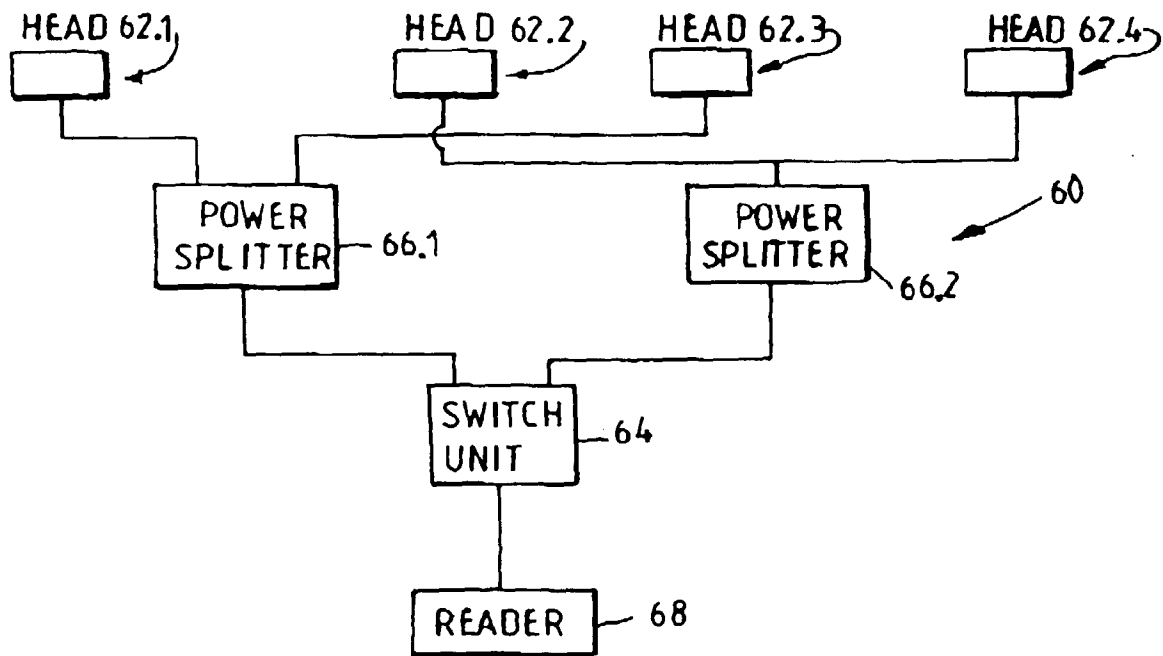 HEAD 62.1
HEAD 62.2
HEAD 62.3
HEAD 62.4
POWER
SPLITTER
66.1
POWER
SPLITTER
66.2
60
SWITCH
UNIT
64
READER
68